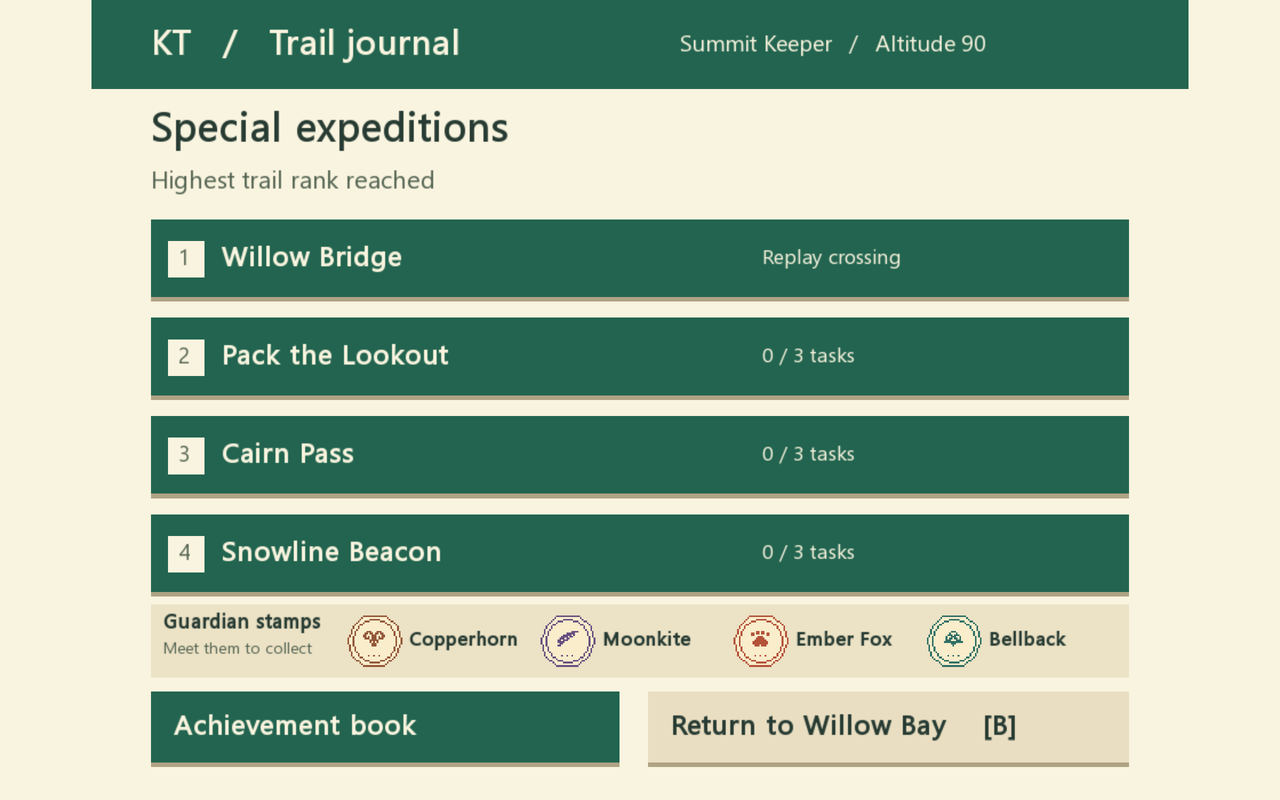 KT / Trail journal
Summit Keeper / Altitude 90
Special expeditions
Highest trail rank reached
1 Willow Bridge Replay crossing
2 Pack the Lookout 0 / 3 tasks
3 Cairn Pass 0 / 3 tasks
4 Snowline Beacon 0 / 3 tasks
Guardian stamps
Meet them to collect
Copperhorn
Moonkite
Ember Fox
Bellback
Achievement book
Return to Willow Bay [B]